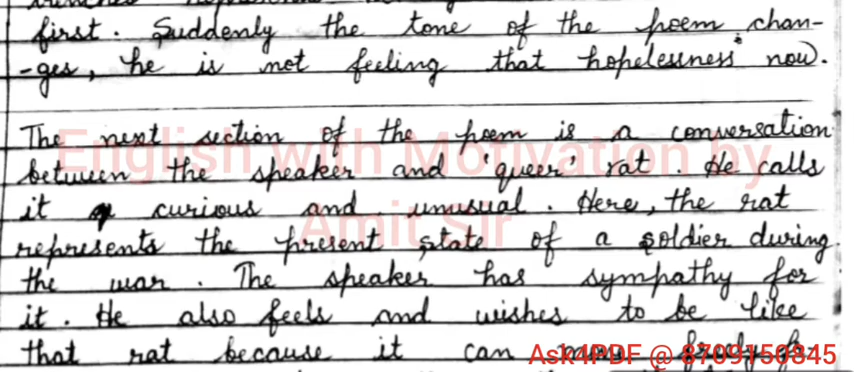 first. Suddenly the tone of the poem chan-
-ges, he is not feeling that hopelessness now.
The next section of the poem is a conversation
between the speaker and 'queer' rat. He calls
it curious and unusual. Here, the rat
represents the present state of a soldier during
the war. The speaker has sympathy for
it. He also feels and wishes to be like
that rat because it can
English with Motivation by
Amit Sir
Ask4PDF @ 8709150845